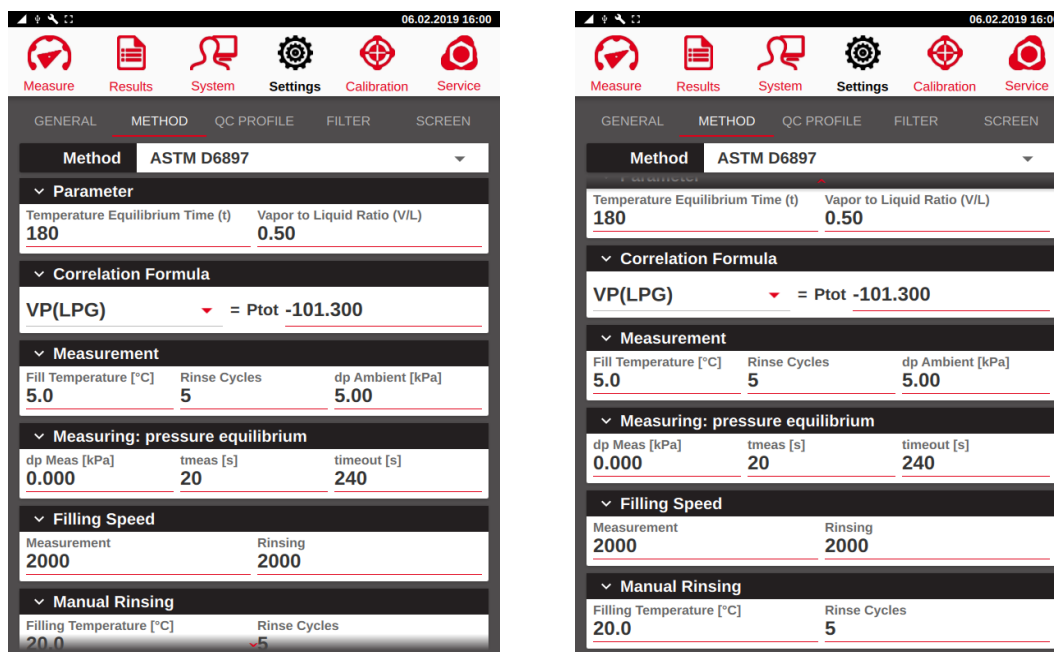 06.02.2019 16:00
Measure Results System Settings Calibration Service
GENERAL METHOD QC PROFILE FILTER SCREEN
Method ASTM D6897
Parameter
Temperature Equilibrium Time (t) Vapor to Liquid Ratio (V/L)
180 0.50
Correlation Formula
VP(LPG) = Ptot -101.300
Measurement
Fill Temperature [°C] Rinse Cycles dp Ambient [kPa]
5.0 5 5.00
Measuring: pressure equilibrium
dp Meas [kPa] tmeas [s] timeout [s]
0.000 20 240
Filling Speed
Measurement Rinsing
2000 2000
Manual Rinsing
Filling Temperature [°C] Rinse Cycles
20.0 5
06.02.2019 16:0
Measure Results System Settings Calibration Service
GENERAL METHOD QC PROFILE FILTER SCREEN
Method ASTM D6897
Parameter
Temperature Equilibrium Time (t) Vapor to Liquid Ratio (V/L)
180 0.50
Correlation Formula
VP(LPG) = Ptot -101.300
Measurement
Fill Temperature [°C] Rinse Cycles dp Ambient [kPa]
5.0 5 5.00
Measuring: pressure equilibrium
dp Meas [kPa] tmeas [s] timeout [s]
0.000 20 240
Filling Speed
Measurement Rinsing
2000 2000
Manual Rinsing
Filling Temperature [°C] Rinse Cycles
20.0 5